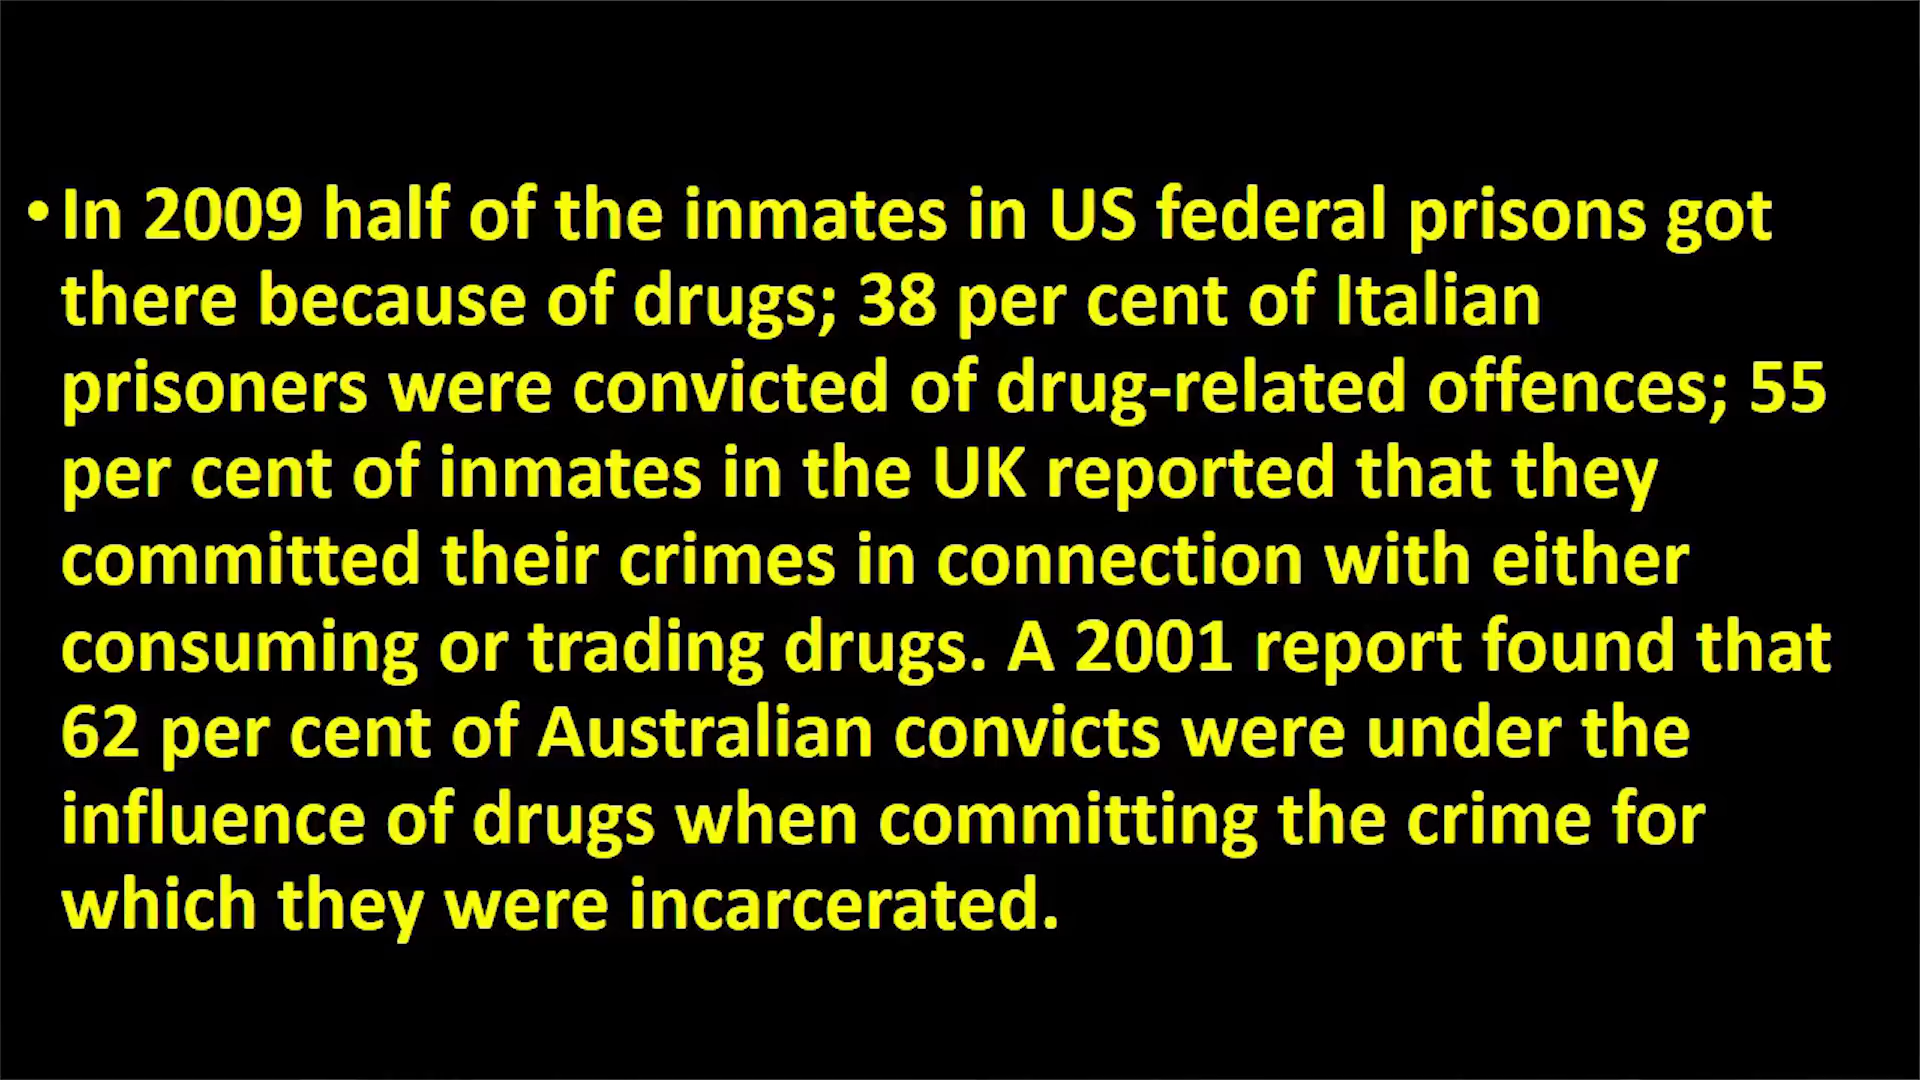 • In 2009 half of the inmates in US federal prisons got
there because of drugs; 38 per cent of Italian
prisoners were convicted of drug-related offences; 55
per cent of inmates in the UK reported that they
committed their crimes in connection with either
consuming or trading drugs. A 2001 report found that
62 per cent of Australian convicts were under the
influence of drugs when committing the crime for
which they were incarcerated.